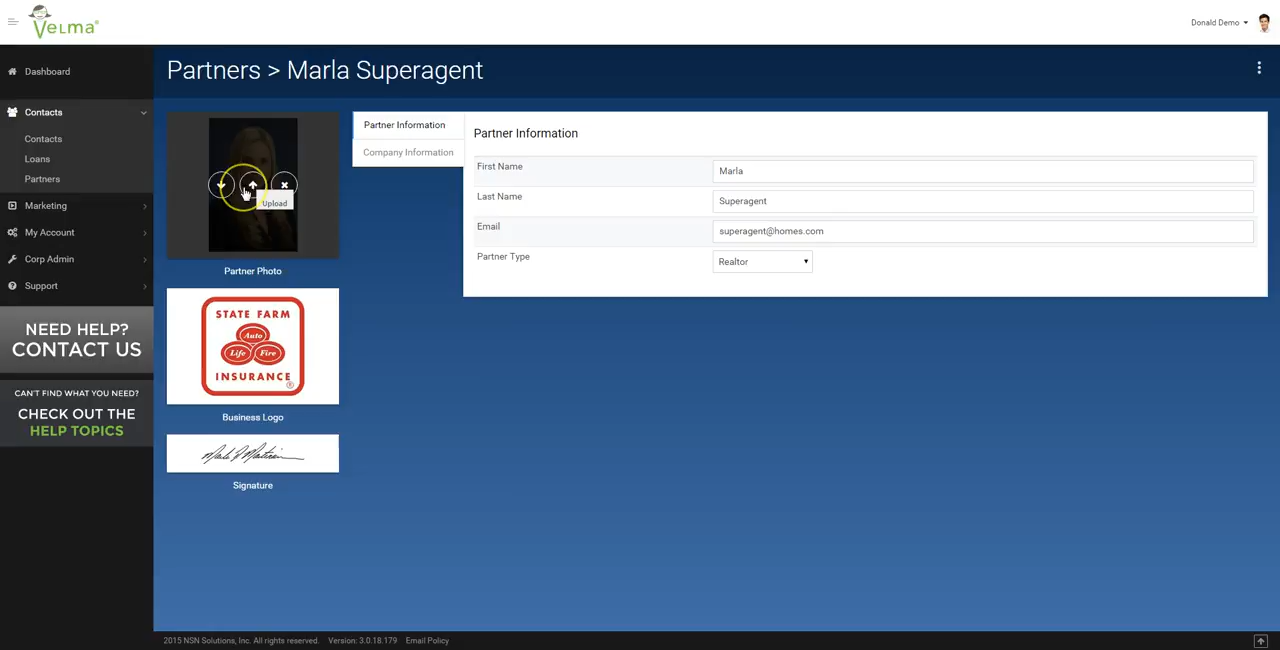 VELMA®
Donald Demo
Dashboard
Contacts
Contacts
Loans
Partners
Marketing
My Account
Corp Admin
Support
NEED HELP?
CONTACT US
CAN'T FIND WHAT YOU NEED?
CHECK OUT THE
HELP TOPICS
Partners > Marla Superagent
Upload
Partner Photo
STATE FARM
Auto
Life Fire
INSURANCE®
Business Logo
Signature
Partner Information
Company Information
Partner Information
First Name Marla
Last Name Superagent
Email superagent@homes.com
Partner Type Realtor
2015 NSN Solutions, Inc. All rights reserved. Version: 3.0.18.179 Email Policy